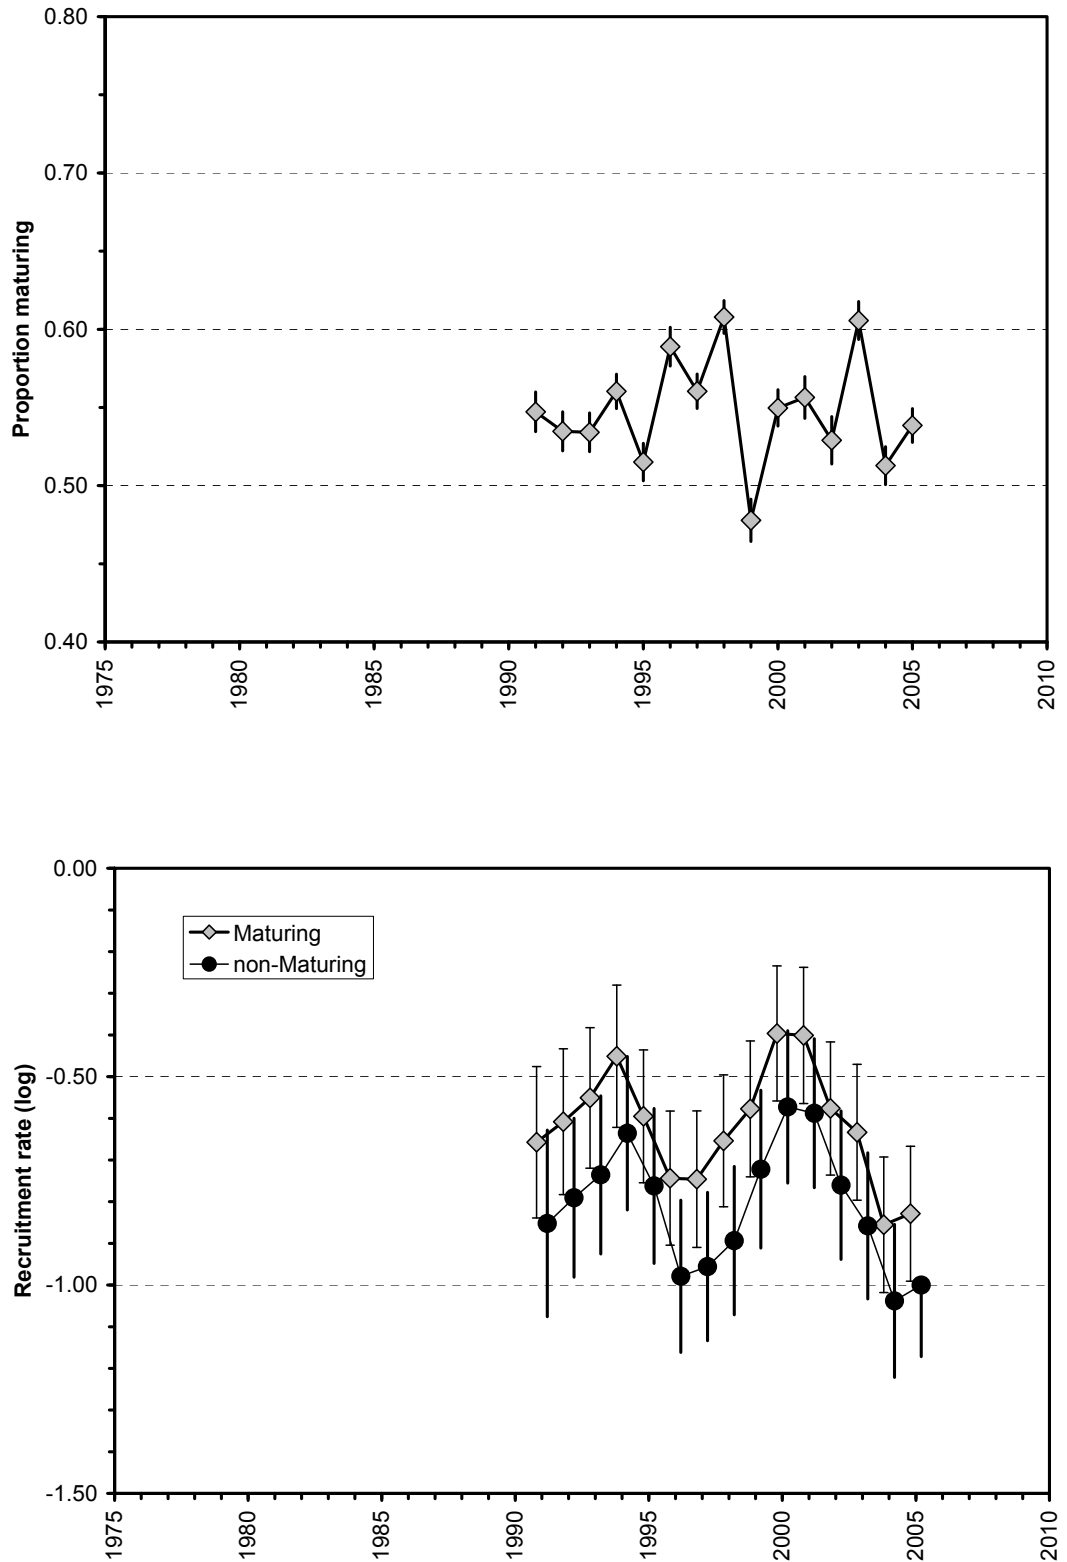 0.80
0.70
0.60
0.50
0.40
Proportion maturing
1975 1980 1985 1990 1995 2000 2005 2010
0.00
-0.50
-1.00
-1.50
Recruitment rate (log)
Maturing
non-Maturing
1975 1980 1985 1990 1995 2000 2005 2010